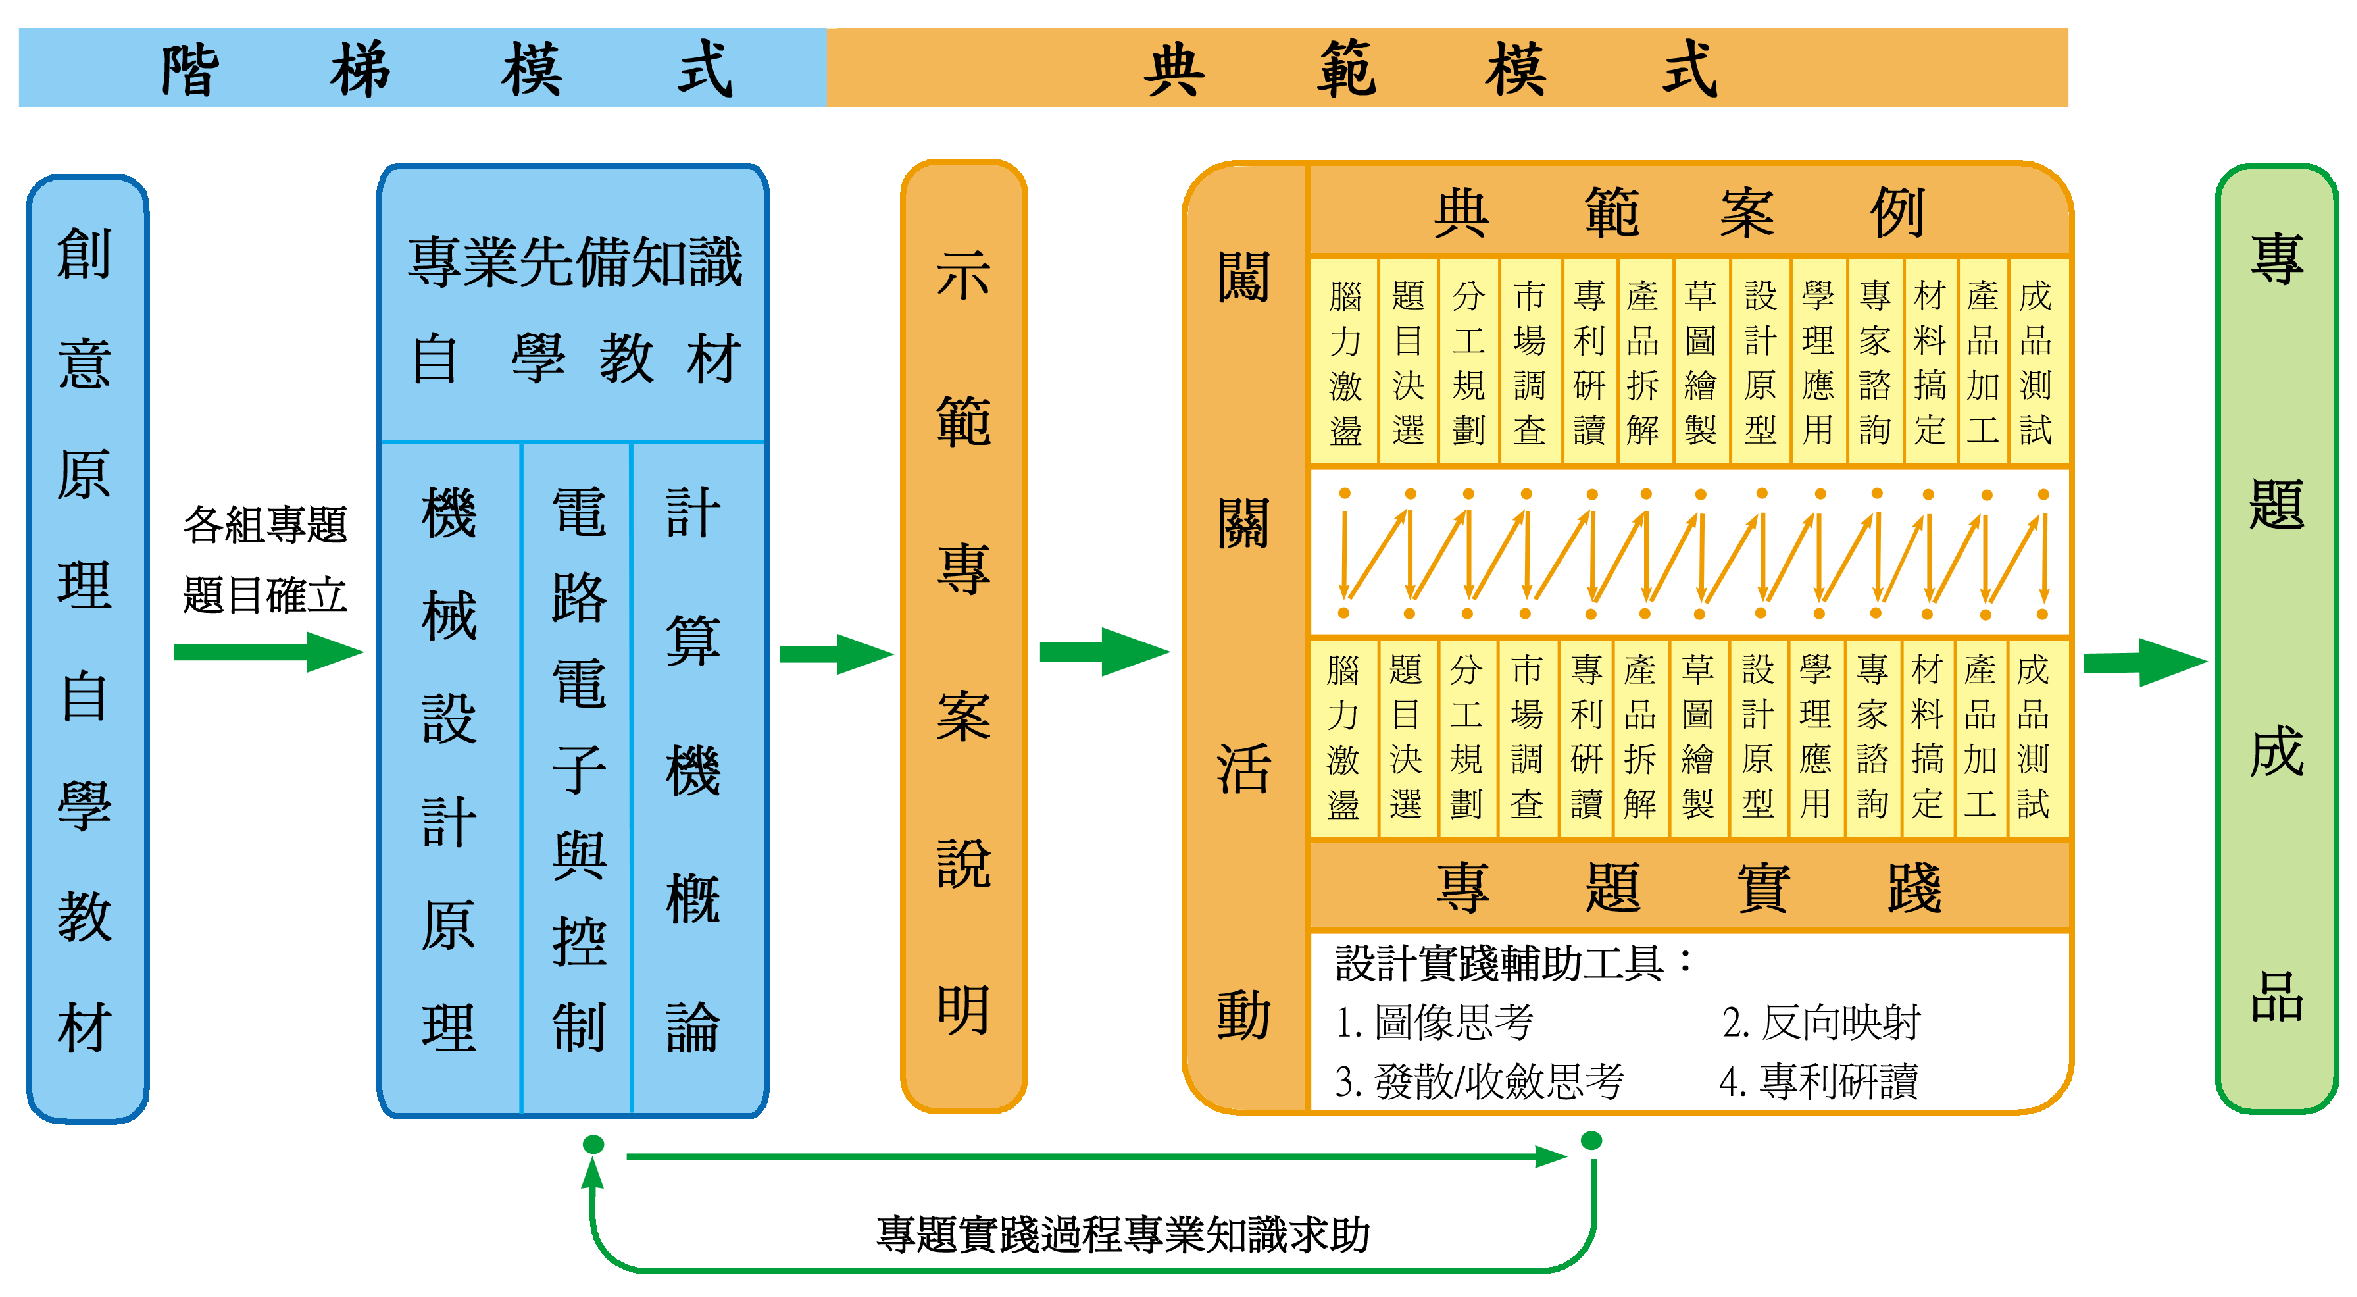 階梯模式
典範模式
創意原理自學教材
各組專題
題目確立
專業先備知識
自學教材
機械設計原理
電路電子與控制
計算機概論
示範專案說明
闖關活動
典範案例
腦力激盪
題目決選
分工規劃
市場調查
專利研讀
產品拆解
草圖繪製
設計原型
學理應用
專家諮詢
材料搞定
產品加工
成品測試
腦力激盪
題目決選
分工規劃
市場調查
專利研讀
產品拆解
草圖繪製
設計原型
學理應用
專家諮詢
材料搞定
產品加工
成品測試
專題實踐
設計實踐輔助工具：
1. 圖像思考
2. 反向映射
3. 發散/收斂思考
4. 專利研讀
專題成品
專題實踐過程專業知識求助